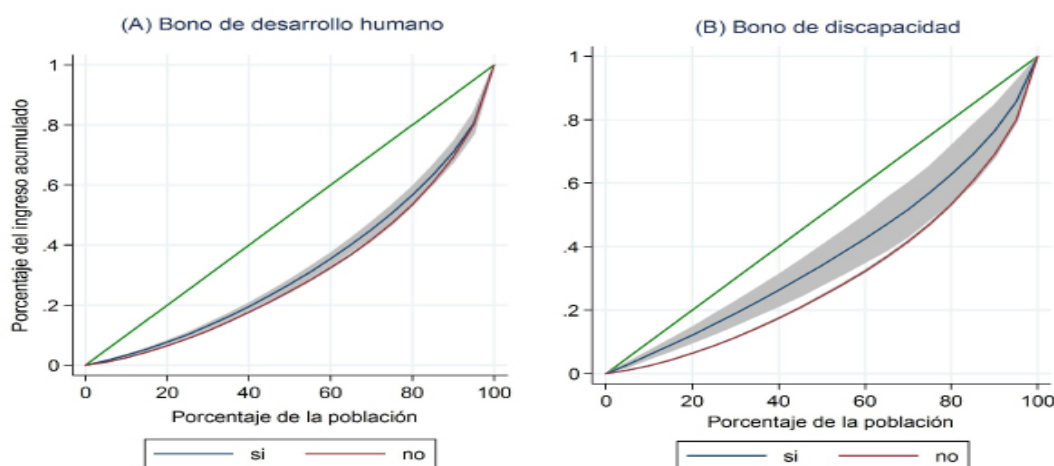 (A) Bono de desarrollo humano
Porcentaje del ingreso acumulado
1
.8
.6
.4
.2
0
0 20 40 60 80 100
Porcentaje de la población
si no
(B) Bono de discapacidad
1
.8
.6
.4
.2
0
0 20 40 60 80 100
Porcentaje de la población
si no